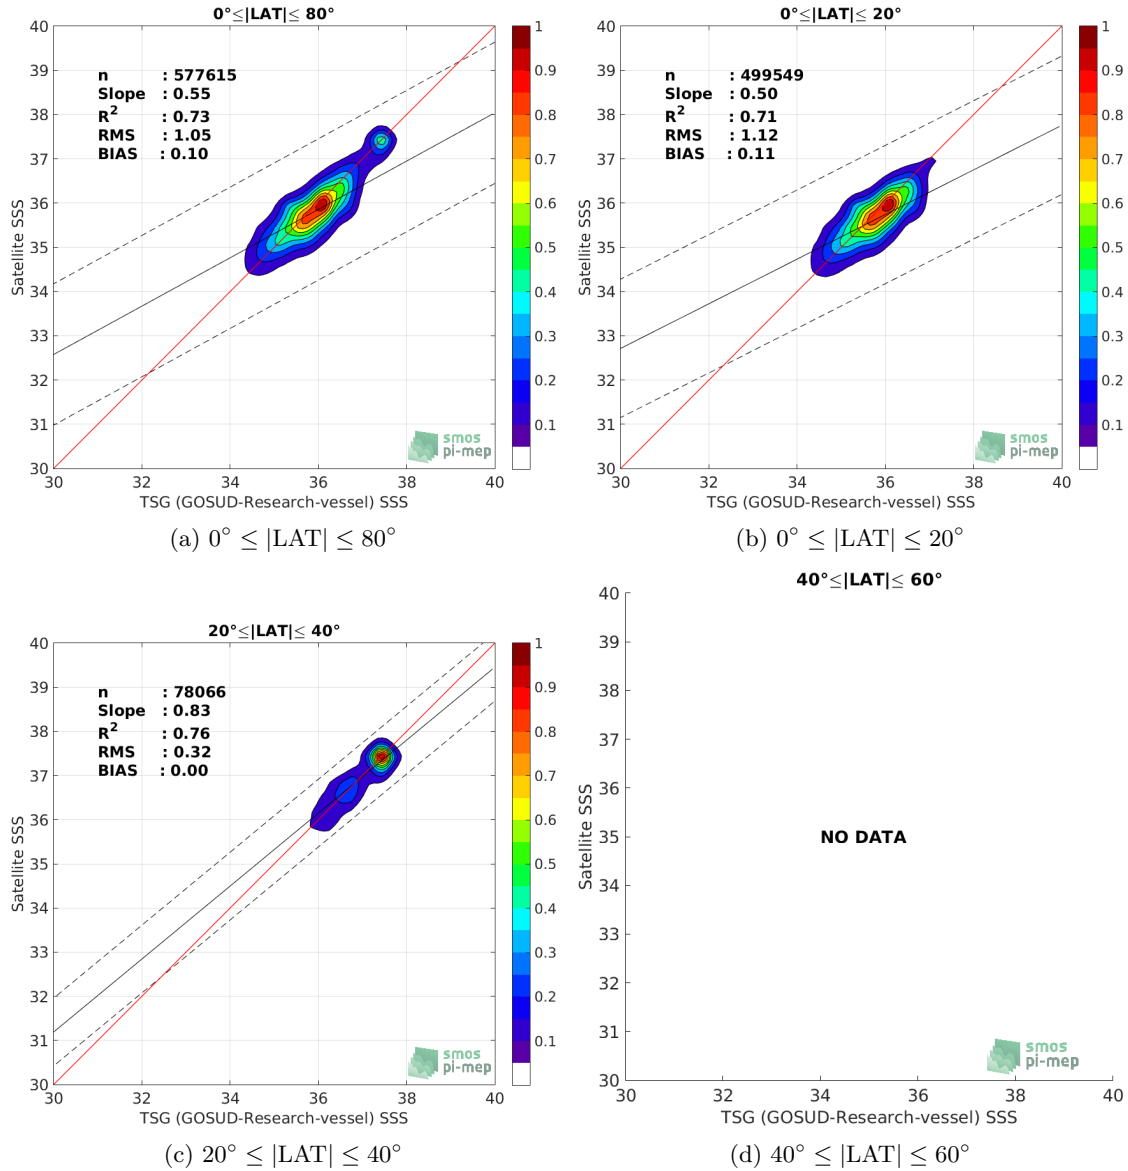 0°≤|LAT|≤ 80°
n : 577615
Slope : 0.55
R² : 0.73
RMS : 1.05
BIAS : 0.10
40
39
38
37
36
35
34
33
32
31
30
Satellite SSS
30 32 34 36 38 40
TSG (GOSUD-Research-vessel) SSS
1
0.9
0.8
0.7
0.6
0.5
0.4
0.3
0.2
0.1
smos
pi-mep
(a) 0° ≤ |LAT| ≤ 80°
0°≤|LAT|≤ 20°
n : 499549
Slope : 0.50
R² : 0.71
RMS : 1.12
BIAS : 0.11
40
39
38
37
36
35
34
33
32
31
30
Satellite SSS
30 32 34 36 38 40
TSG (GOSUD-Research-vessel) SSS
1
0.9
0.8
0.7
0.6
0.5
0.4
0.3
0.2
0.1
smos
pi-mep
(b) 0° ≤ |LAT| ≤ 20°
20°≤|LAT|≤ 40°
n : 78066
Slope : 0.83
R² : 0.76
RMS : 0.32
BIAS : 0.00
40
39
38
37
36
35
34
33
32
31
30
Satellite SSS
30 32 34 36 38 40
TSG (GOSUD-Research-vessel) SSS
1
0.9
0.8
0.7
0.6
0.5
0.4
0.3
0.2
0.1
smos
pi-mep
(c) 20° ≤ |LAT| ≤ 40°
40°≤|LAT|≤ 60°
40
39
38
37
36
35
34
33
32
31
30
Satellite SSS
NO DATA
30 32 34 36 38 40
TSG (GOSUD-Research-vessel) SSS
smos
pi-mep
(d) 40° ≤ |LAT| ≤ 60°